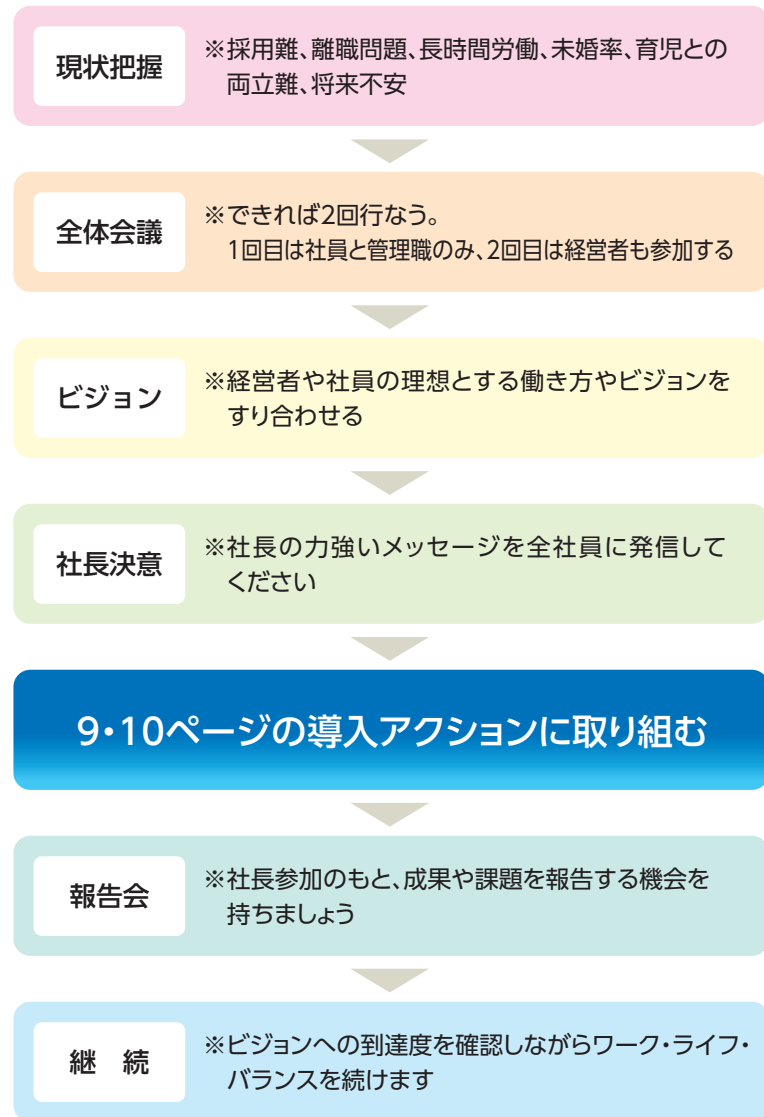 現状把握
※採用難、離職問題、長時間労働、未婚率、育児との
両立難、将来不安
全体会議
※できれば2回行なう。
1回目は社員と管理職のみ、2回目は経営者も参加する
ビジョン
※経営者や社員の理想とする働き方やビジョンを
すり合わせる
社長決意
※社長の力強いメッセージを全社員に発信して
ください
9・10ページの導入アクションに取り組む
報告会
※社長参加のもと、成果や課題を報告する機会を
持ちましょう
継　続
※ビジョンへの到達度を確認しながらワーク・ライフ・
バランスを続けます